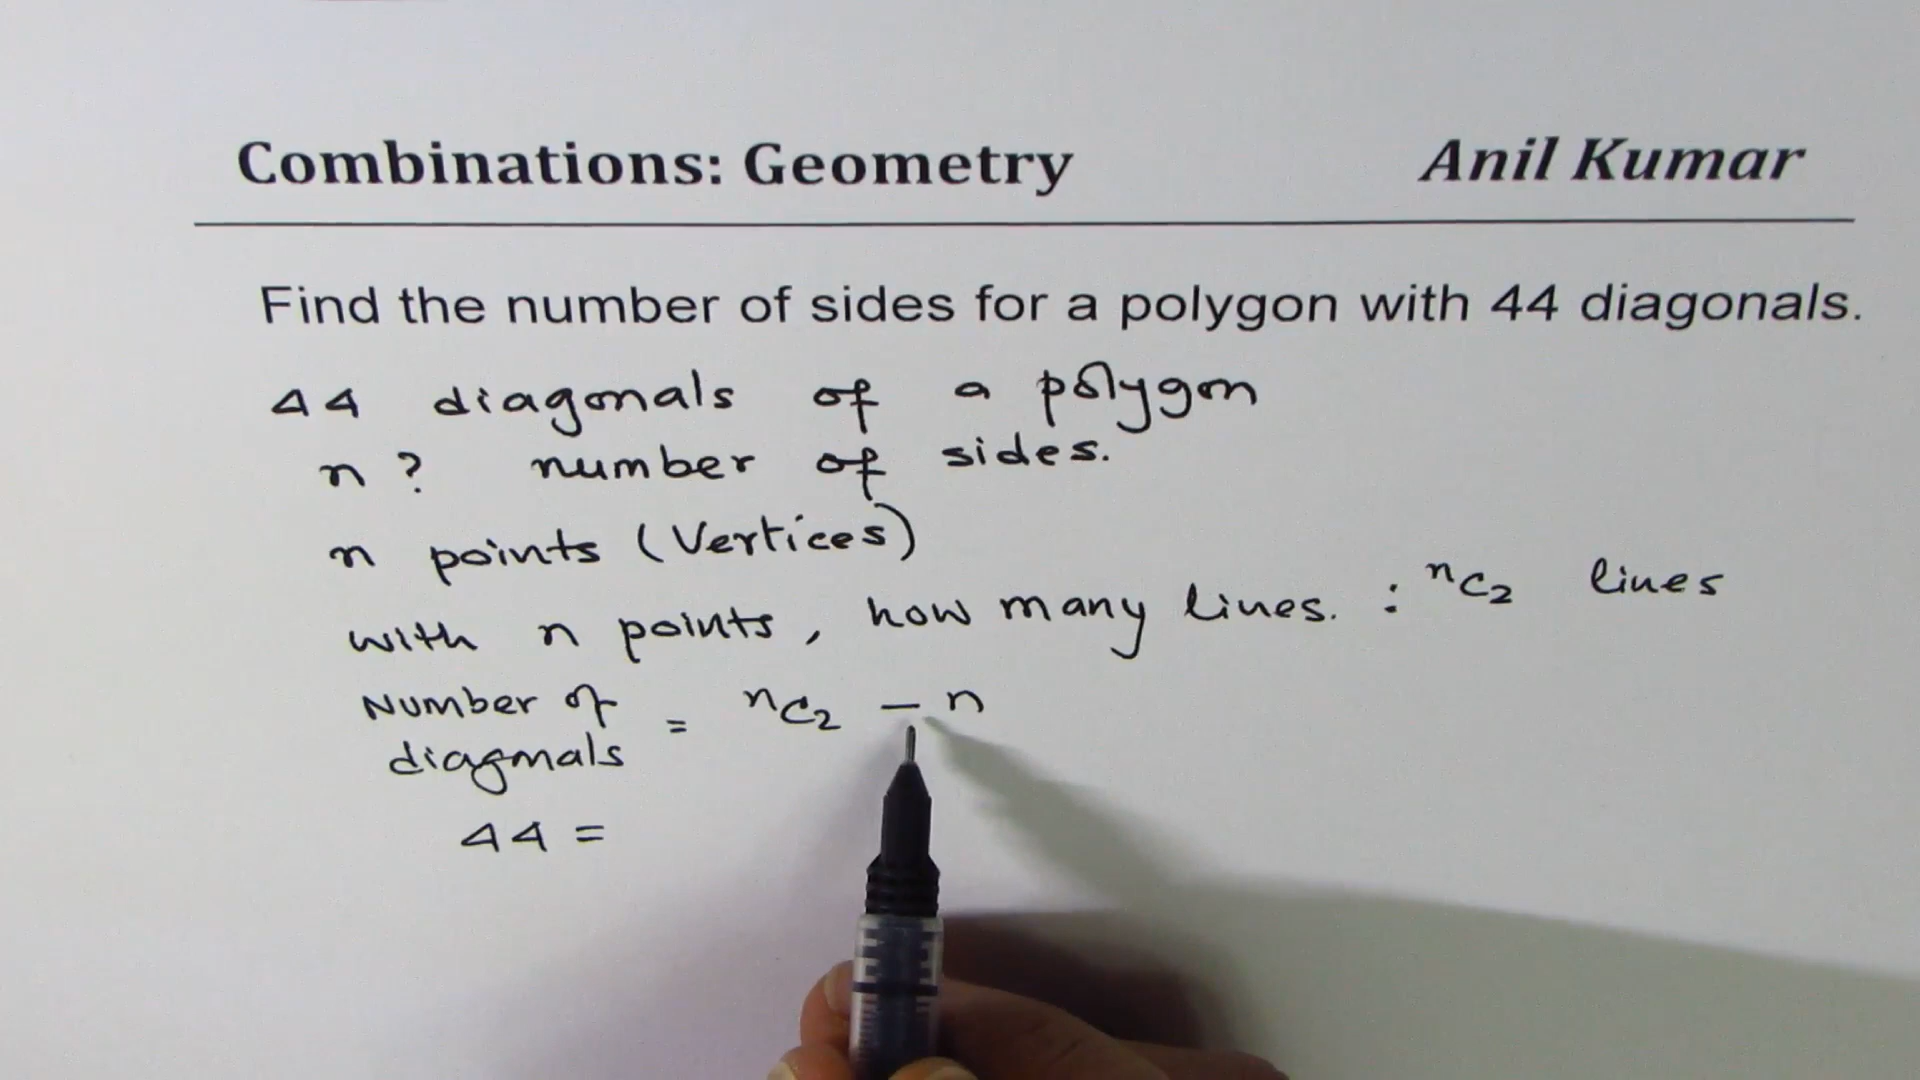 Combinations: Geometry Anil Kumar
Find the number of sides for a polygon with 44 diagonals.
44 diagonals of a polygon
n ? number of sides.
n points (Vertices)
with n points, how many lines. : ⁿC₂ lines
Number of diagonals = ⁿC₂ − n
44 =